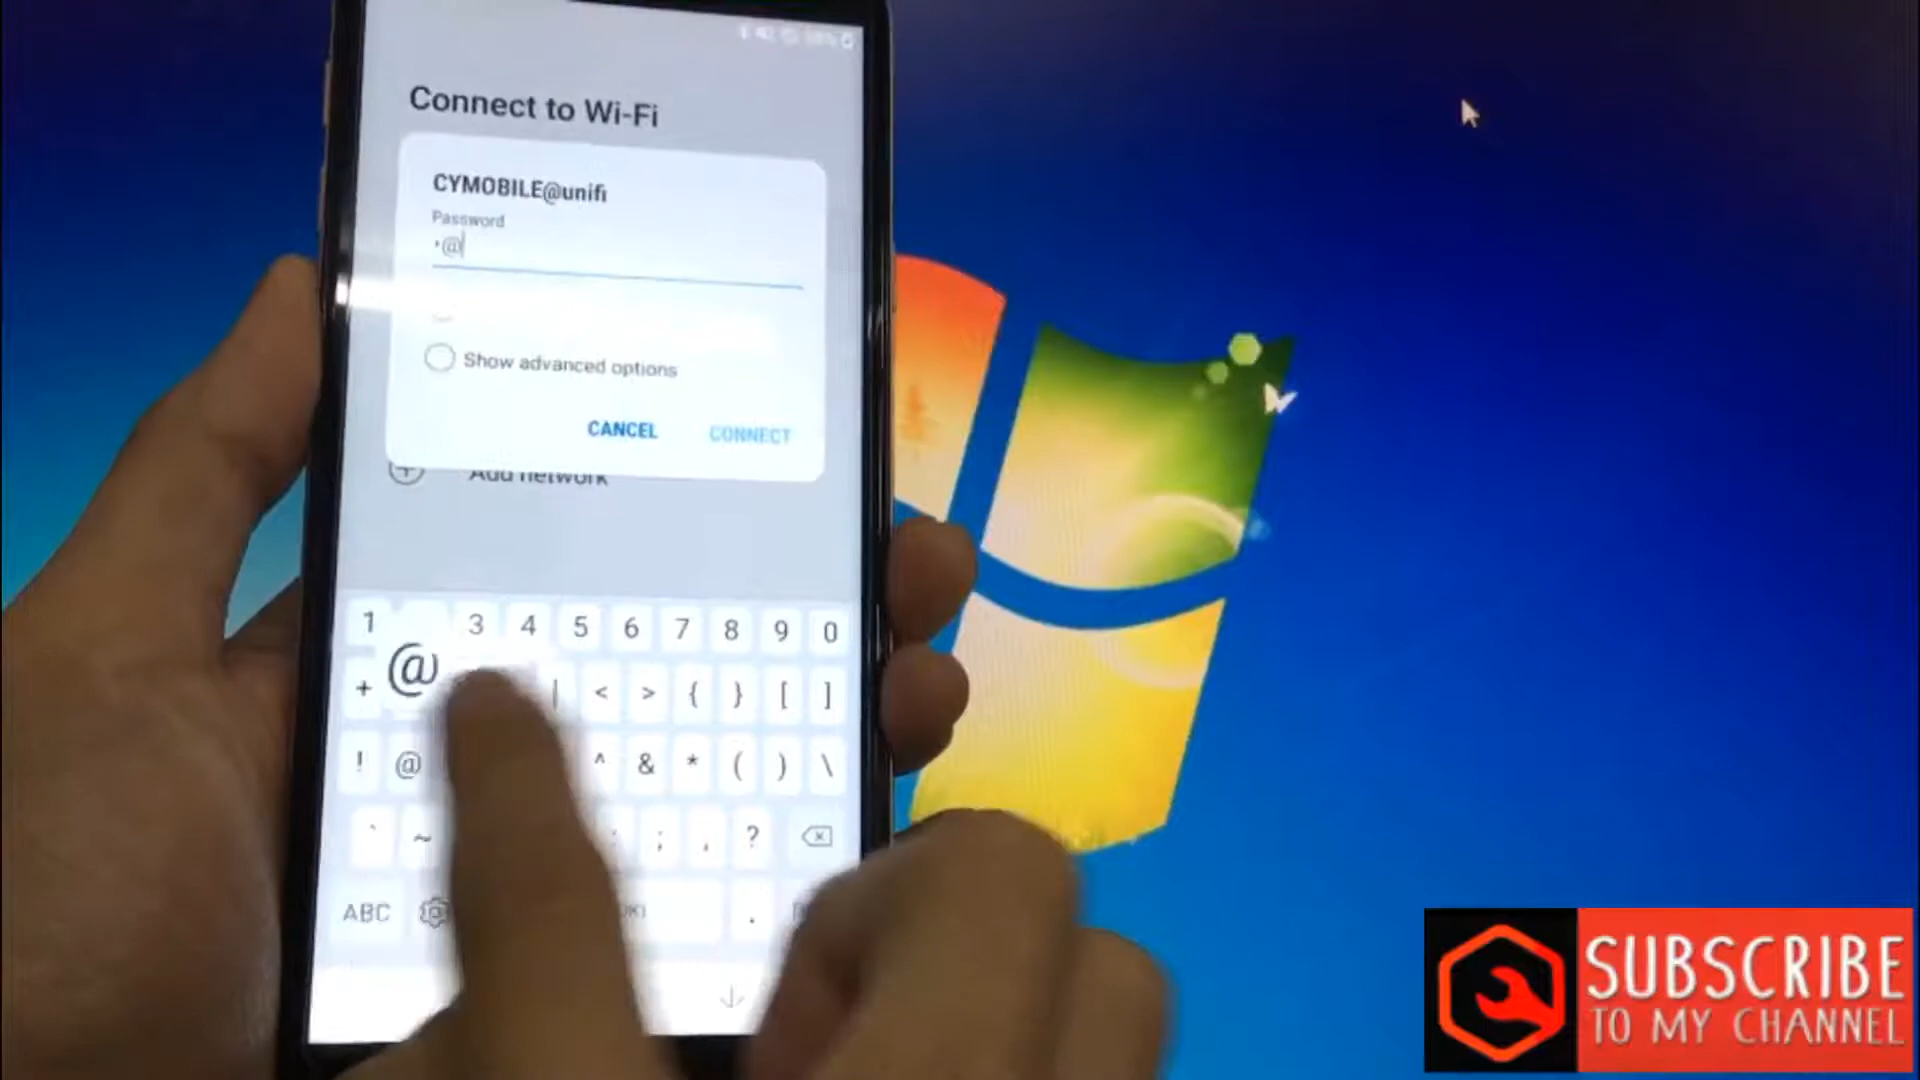 Connect to Wi-Fi
CYMOBILE@unifi
Password
•@
Show advanced options
CANCEL CONNECT
Add network
1 3 4 5 6 7 8 9 0
+ @ | < > { } [ ]
! @ ^ & * ( ) \
` ~ : ; , ?
ABC .
SUBSCRIBE
TO MY CHANNEL